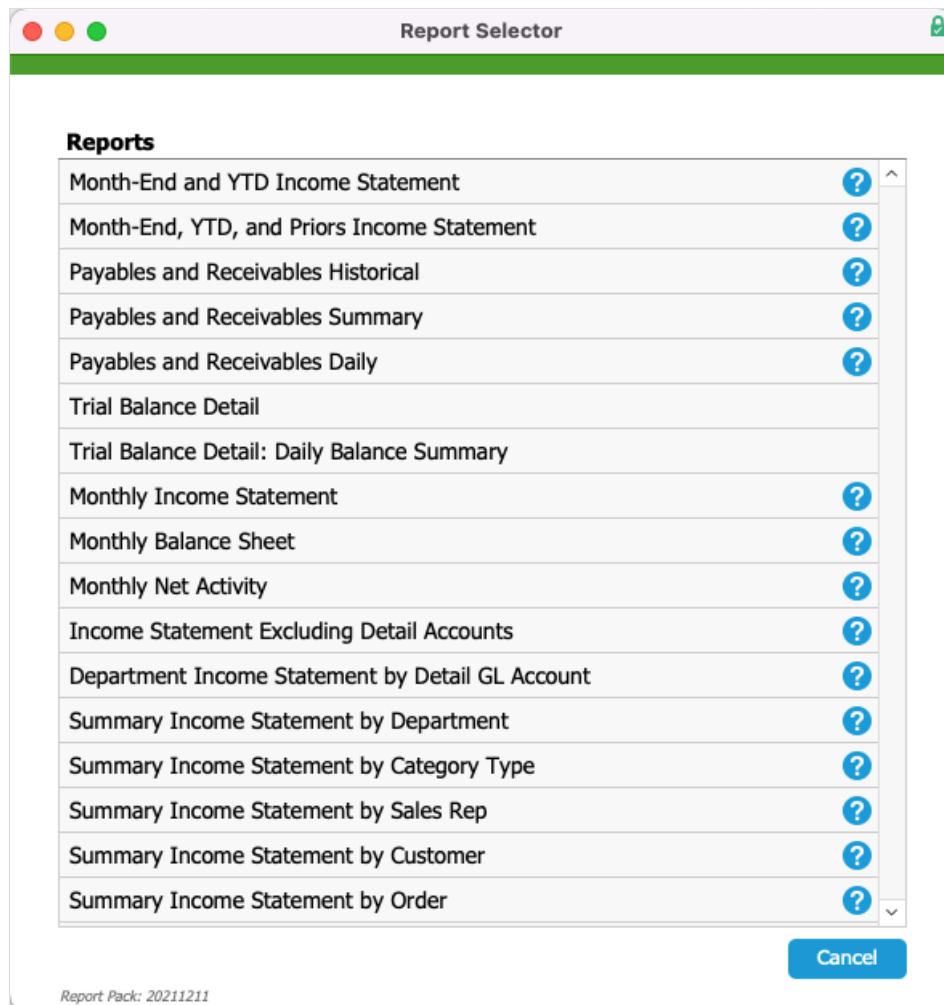 Report Selector
Reports
Month-End and YTD Income Statement
Month-End, YTD, and Priors Income Statement
Payables and Receivables Historical
Payables and Receivables Summary
Payables and Receivables Daily
Trial Balance Detail
Trial Balance Detail: Daily Balance Summary
Monthly Income Statement
Monthly Balance Sheet
Monthly Net Activity
Income Statement Excluding Detail Accounts
Department Income Statement by Detail GL Account
Summary Income Statement by Department
Summary Income Statement by Category Type
Summary Income Statement by Sales Rep
Summary Income Statement by Customer
Summary Income Statement by Order
Cancel
Report Pack: 20211211